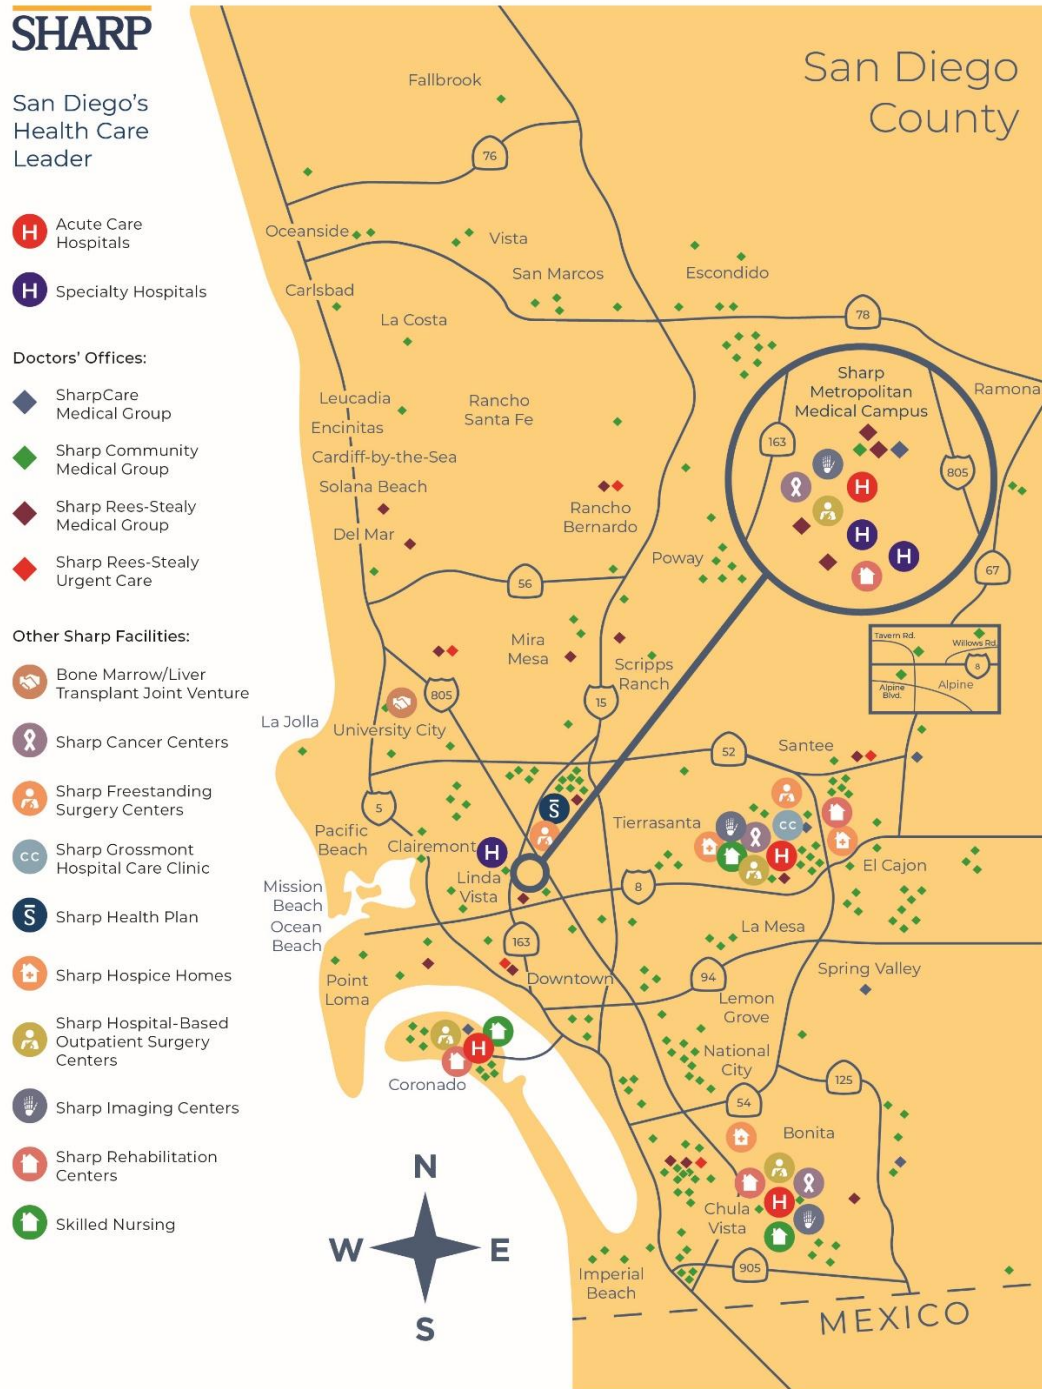 SHARP
San Diego's
Health Care
Leader
H
Acute Care
Hospitals
H
Specialty Hospitals
Doctors' Offices:
SharpCare
Medical Group
Sharp Community
Medical Group
Sharp Rees-Stealy
Medical Group
Sharp Rees-Stealy
Urgent Care
Other Sharp Facilities:
Bone Marrow/Liver
Transplant Joint Venture
Sharp Cancer Centers
Sharp Freestanding
Surgery Centers
CC
Sharp Grossmont
Hospital Care Clinic
S
Sharp Health Plan
Sharp Hospice Homes
Sharp Hospital-Based
Outpatient Surgery
Centers
Sharp Imaging Centers
Sharp Rehabilitation
Centers
Skilled Nursing
San Diego
County
Fallbrook
76
Oceanside
Vista
San Marcos
Escondido
Carlsbad
La Costa
78
Sharp
Metropolitan
Medical Campus
Ramona
Leucadia
Rancho
Santa Fe
Encinitas
163
Cardiff-by-the-Sea
805
Solana Beach
H
Rancho
Bernardo
Del Mar
H
H
Poway
67
56
Tavern Rd.
Willows Rd.
8
Alpine
Alpine
Blvd.
Mira
Mesa
Scripps
Ranch
805
15
La Jolla
University City
52
Santee
5
S
Pacific
Beach
Clairemont
H
Tierrasanta
CC
H
El Cajon
Linda
Vista
8
Mission
Beach
Ocean
Beach
La Mesa
163
Point
Loma
Downtown
94
Spring Valley
Lemon
Grove
H
Coronado
National
City
125
54
Bonita
Chula
Vista
H
905
Imperial
Beach
MEXICO
N
W
E
S